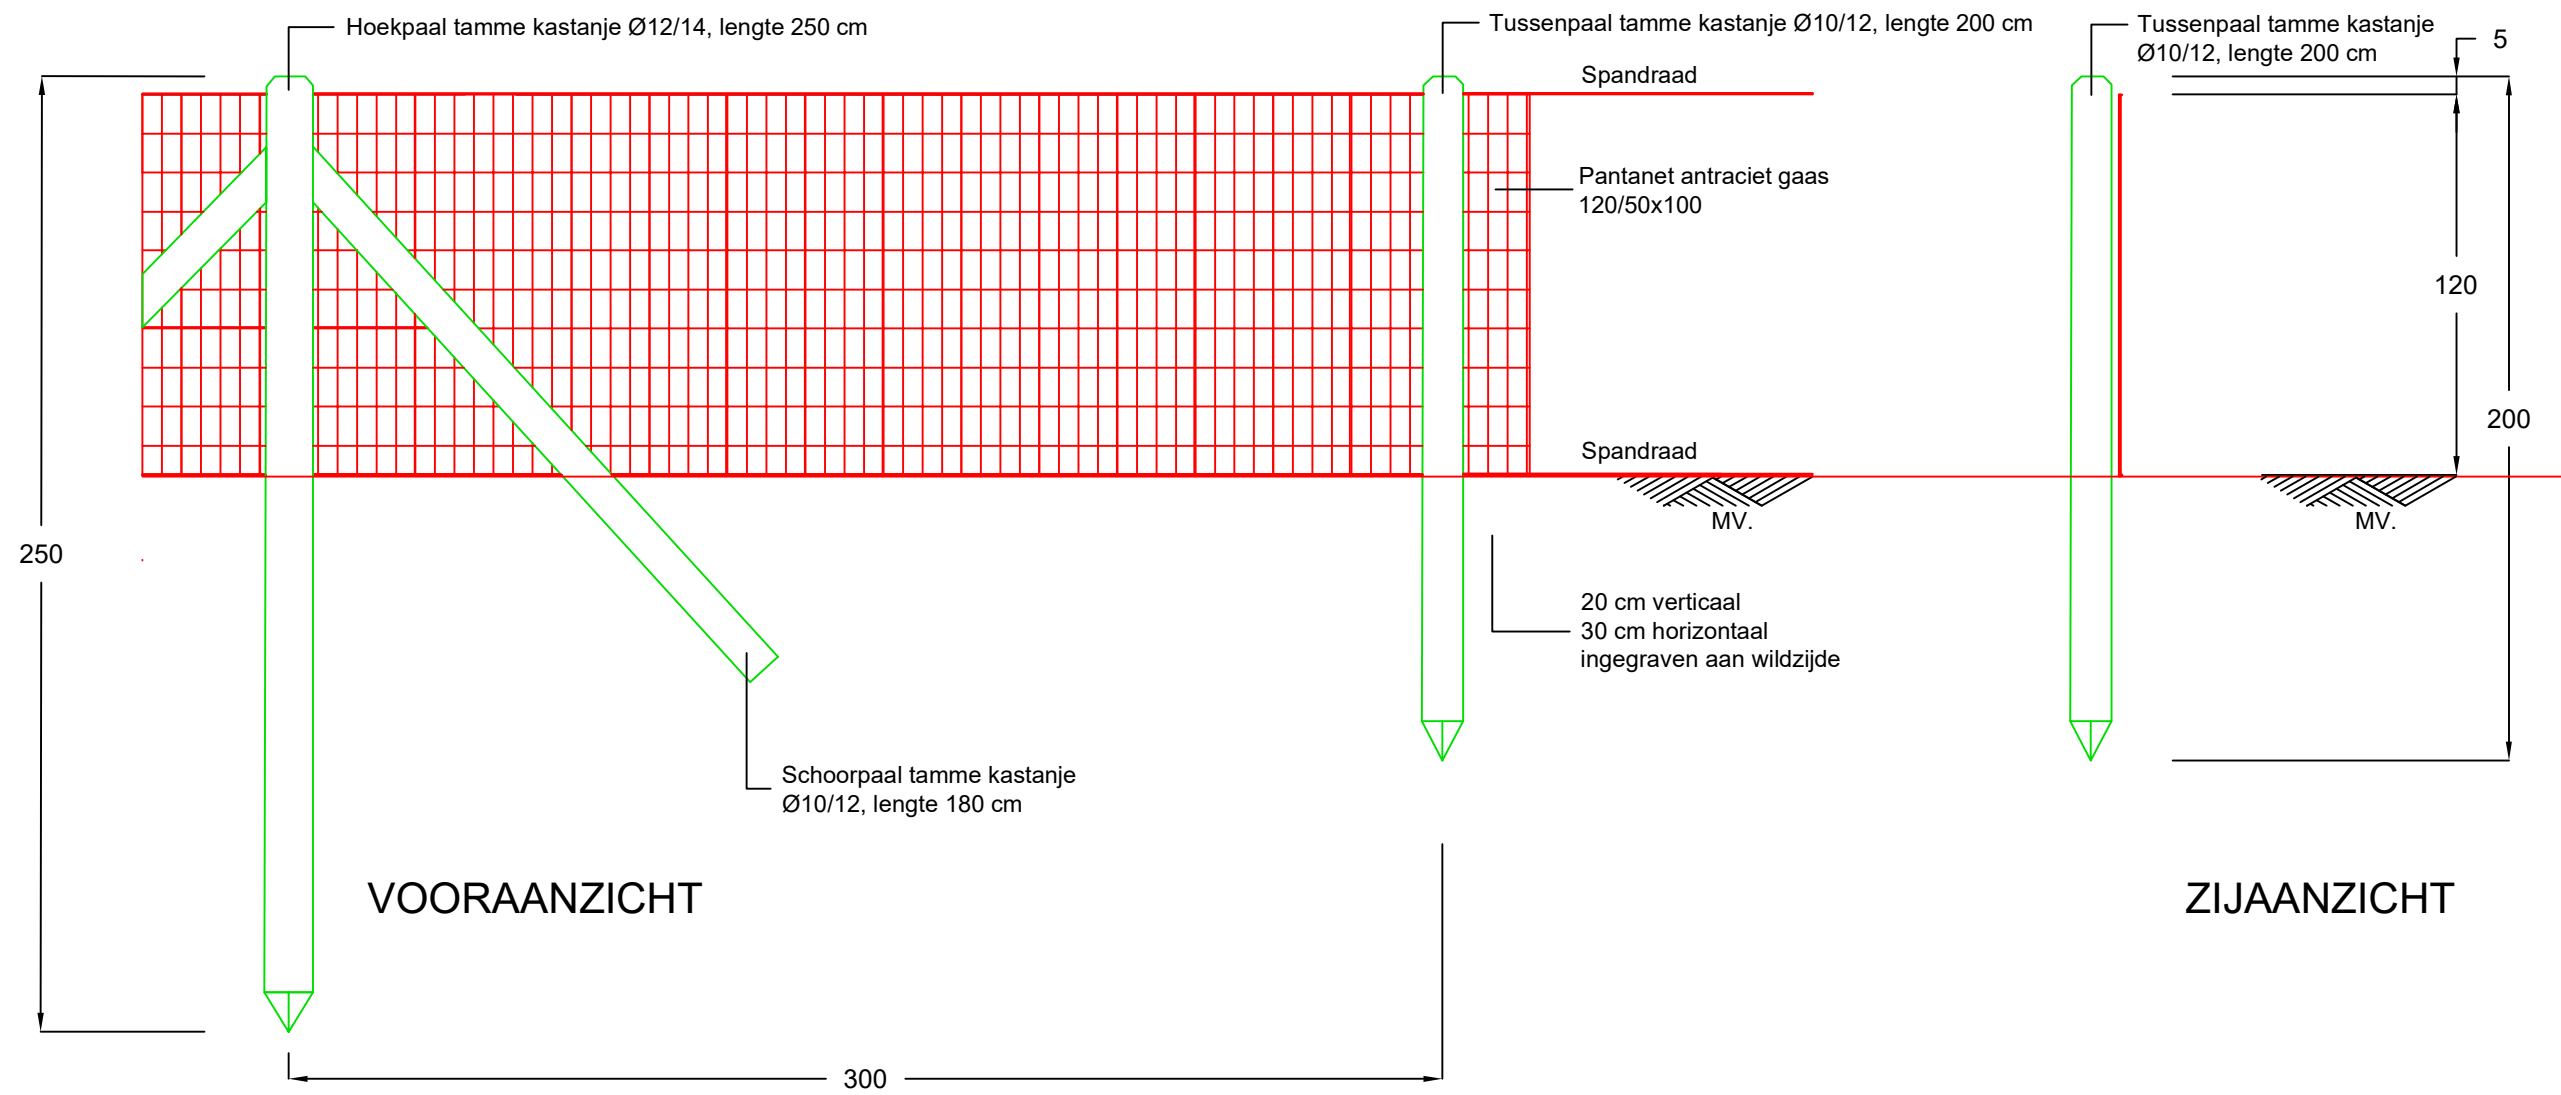 Hoekpaal tamme kastanje Ø12/14, lengte 250 cm
Tussenpaal tamme kastanje Ø10/12, lengte 200 cm
Tussenpaal tamme kastanje
Ø10/12, lengte 200 cm
5
Spandraad
Pantanet antraciet gaas
120/50x100
120
200
Spandraad
MV.
MV.
250
20 cm verticaal
30 cm horizontaal
ingegraven aan wildzijde
Schoorpaal tamme kastanje
Ø10/12, lengte 180 cm
VOORAANZICHT
ZIJAANZICHT
300